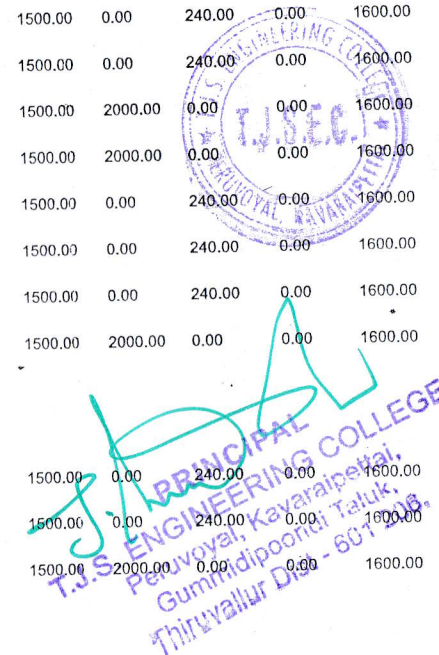 1500.00 0.00 240.00 0.00 1600.00
1500.00 0.00 240.00 0.00 1600.00
1500.00 2000.00 0.00 0.00 1600.00
1500.00 2000.00 0.00 0.00 1600.00
1500.00 0.00 240.00 0.00 1600.00
1500.00 0.00 240.00 0.00 1600.00
1500.00 0.00 240.00 0.00 1600.00
1500.00 2000.00 0.00 0.00 1600.00
T.J.S. ENGINEERING COLLEGE
T.J.S.E.C.
PERUVOYAL, KAVARAIPETTAI
1500.00 0.00 240.00 0.00 1600.00
1500.00 0.00 240.00 0.00 1600.00
1500.00 2000.00 0.00 0.00 1600.00
PRINCIPAL
T.J.S. ENGINEERING COLLEGE
Peruvoyal, Kavaraipettai,
Gummidipoondi Taluk,
Thiruvallur Dist - 601 206.